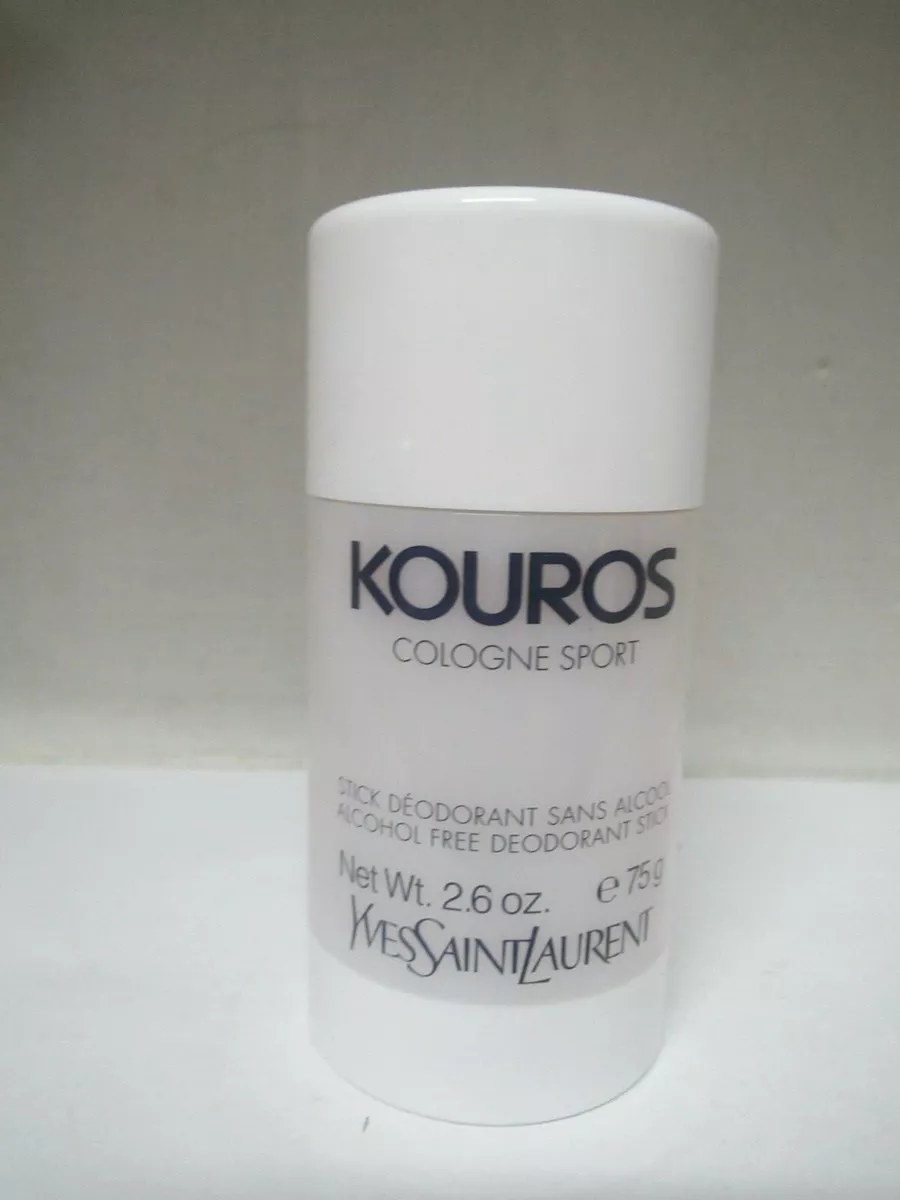 KOUROS
COLOGNE SPORT
STICK DÉODORANT SANS ALCOOL
ALCOHOL FREE DEODORANT STICK
Net Wt. 2.6 oz. e 75g
YVESSAINTLAURENT